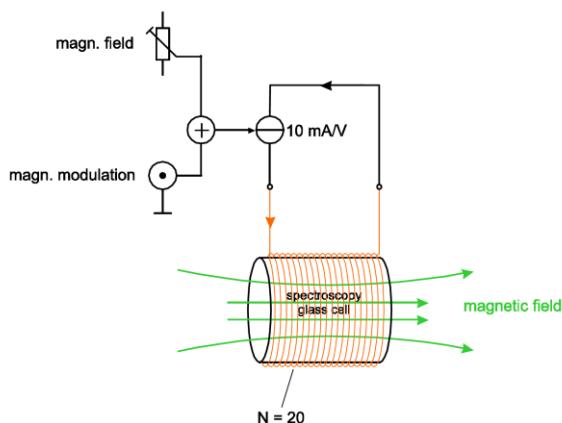 magn. field
10 mA/V
magn. modulation
spectroscopy
glass cell
magnetic field
N = 20